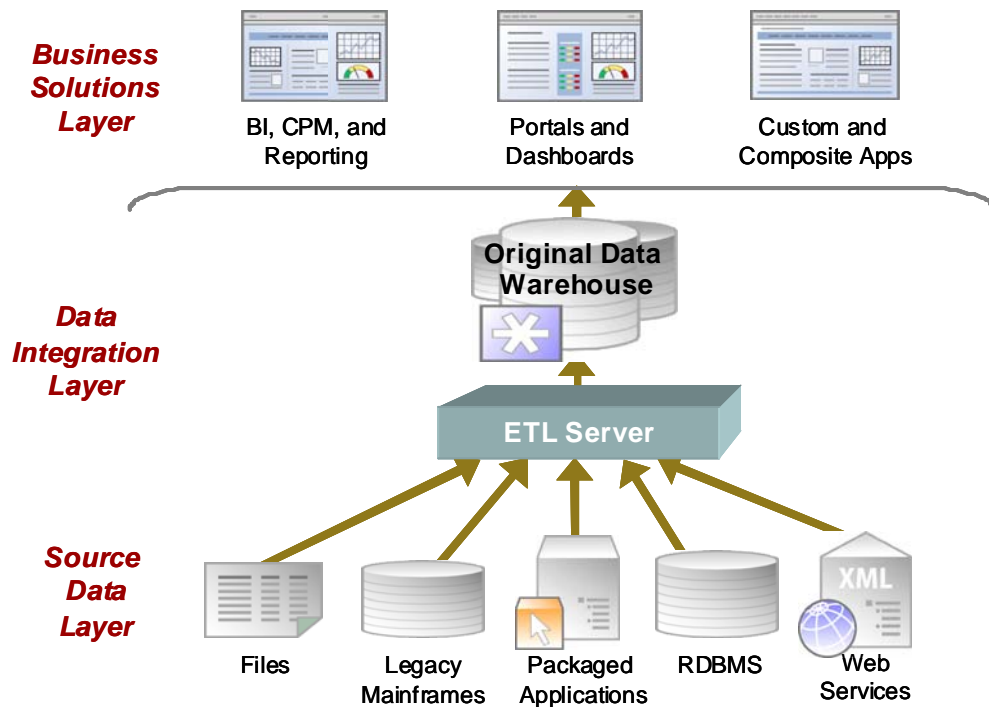 Business
Solutions
Layer
BI, CPM, and
Reporting
Portals and
Dashboards
Custom and
Composite Apps
Original Data
Warehouse
Data
Integration
Layer
ETL Server
Source
Data
Layer
XML
Files
Legacy
Mainframes
Packaged
Applications
RDBMS
Web
Services